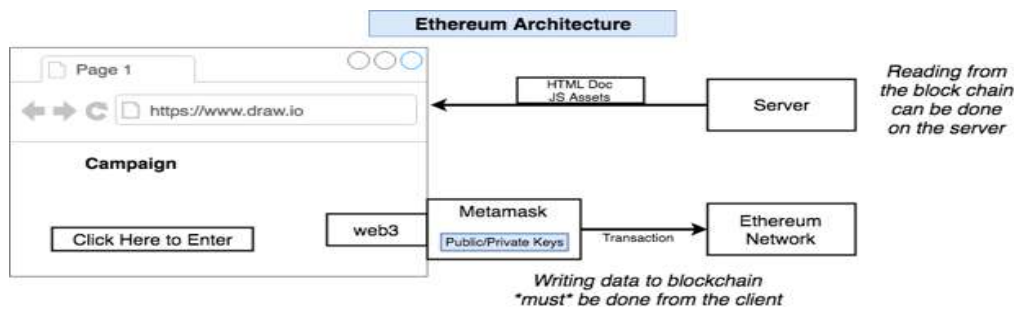 Ethereum Architecture
Page 1
https://www.draw.io
HTML Doc
JS Assets
Server
Reading from
the block chain
can be done
on the server
Campaign
Click Here to Enter
web3
Metamask
Public/Private Keys
Transaction
Ethereum
Network
Writing data to blockchain
*must* be done from the client